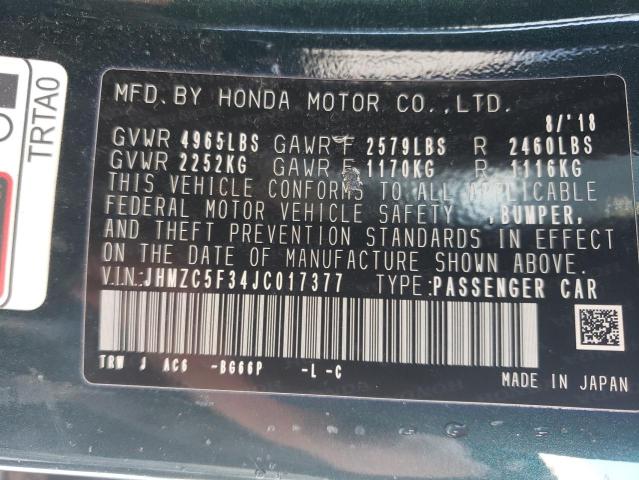 MFD. BY HONDA MOTOR CO.,LTD.
8/'18
GVWR 4965LBS GAWR F 2579LBS R 2460LBS
GVWR 2252KG GAWR F 1170KG R 1116KG
THIS VEHICLE CONFORMS TO ALL APPLICABLE
FEDERAL MOTOR VEHICLE SAFETY ,BUMPER,
AND THEFT PREVENTION STANDARDS IN EFFECT
ON THE DATE OF MANUFACTURE SHOWN ABOVE.
V.I.N:JHMZC5F34JC017377 TYPE:PASSENGER CAR
TRW J AC6 -BG66P -L -C
MADE IN JAPAN
TRTA0